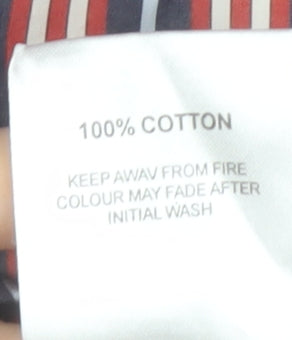 100% COTTON
KEEP AWAV FROM FIRE
COLOUR MAY FADE AFTER
INITIAL WASH